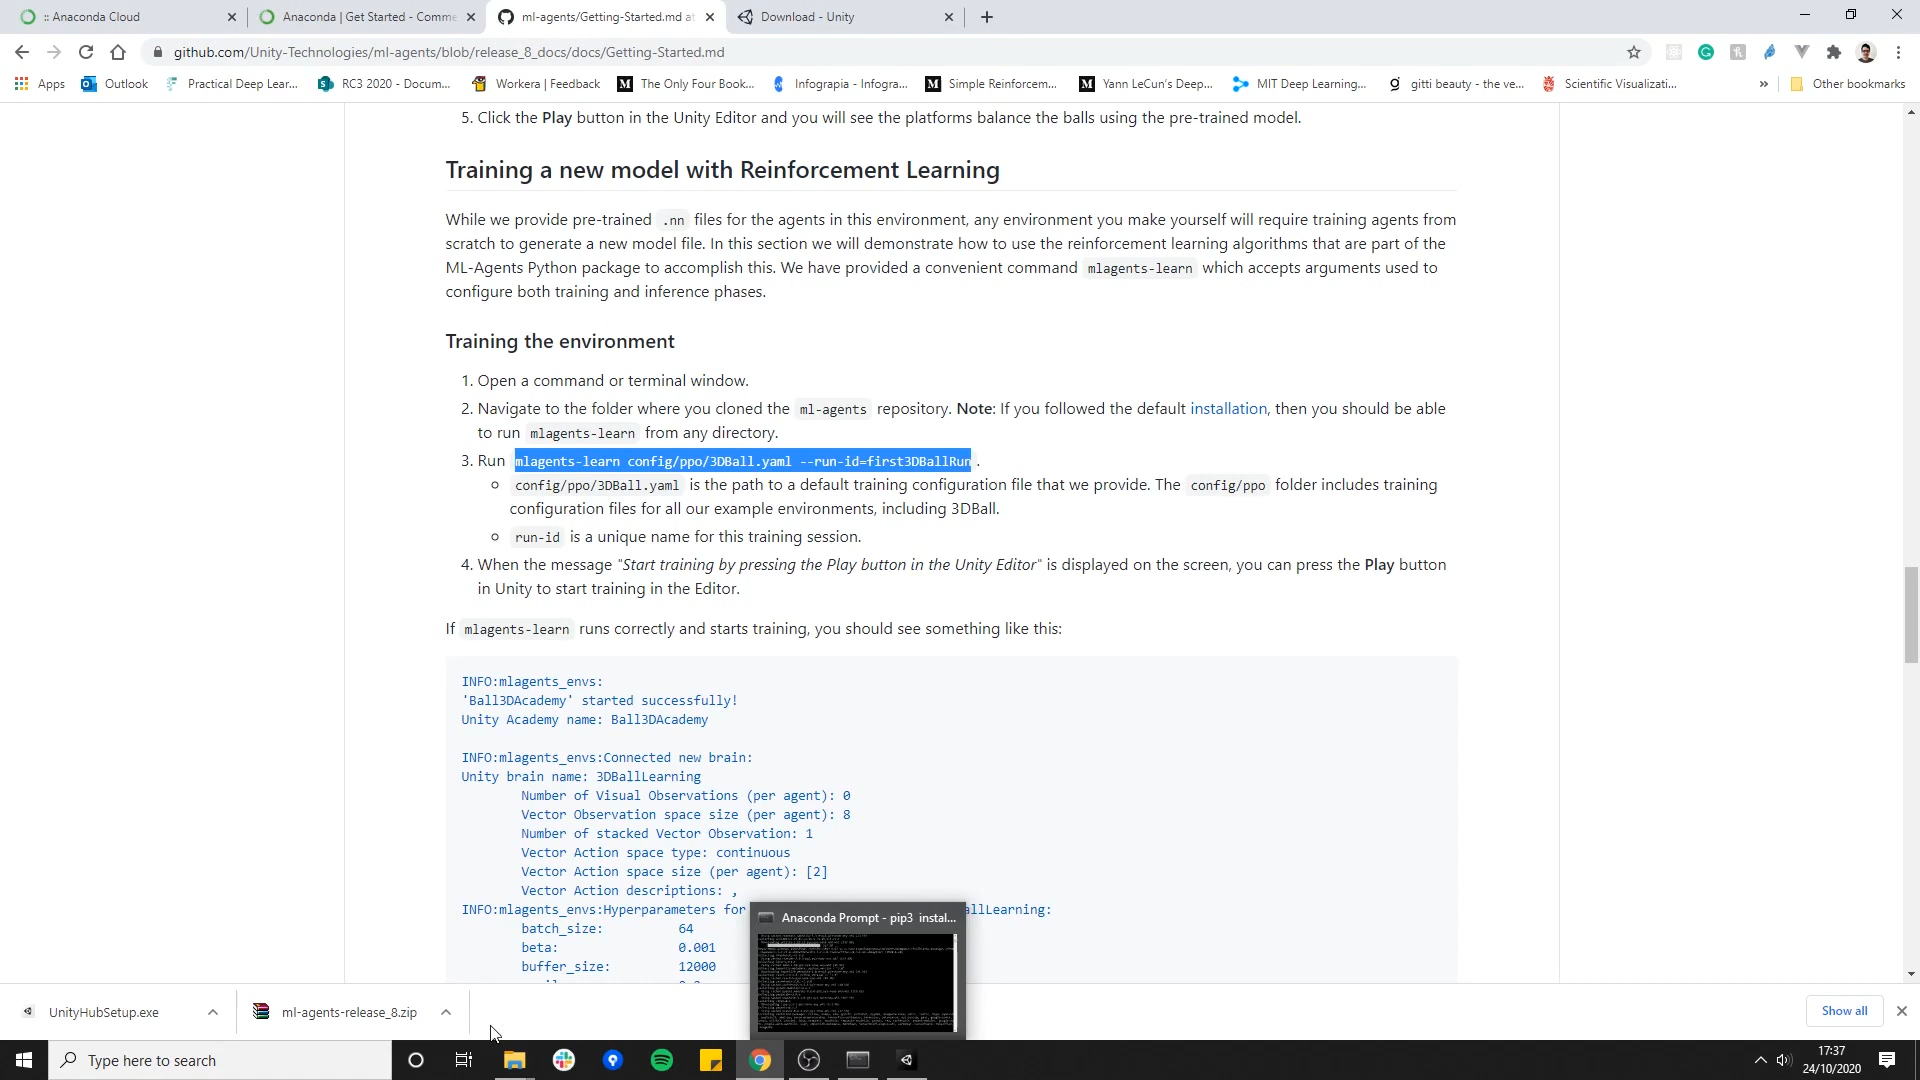 :: Anaconda Cloud
Anaconda | Get Started - Comme
ml-agents/Getting-Started.md at
Download - Unity
github.com/Unity-Technologies/ml-agents/blob/release_8_docs/docs/Getting-Started.md
Apps
Outlook
Practical Deep Lear...
RC3 2020 - Docum...
Workera | Feedback
The Only Four Book...
Infograpia - Infogra...
Simple Reinforcem...
Yann LeCun's Deep...
MIT Deep Learning...
gitti beauty - the ve...
Scientific Visualizati...
»
Other bookmarks
5. Click the Play button in the Unity Editor and you will see the platforms balance the balls using the pre-trained model.
Training a new model with Reinforcement Learning
While we provide pre-trained .nn files for the agents in this environment, any environment you make yourself will require training agents from
scratch to generate a new model file. In this section we will demonstrate how to use the reinforcement learning algorithms that are part of the
ML-Agents Python package to accomplish this. We have provided a convenient command mlagents-learn which accepts arguments used to
configure both training and inference phases.
Training the environment
1. Open a command or terminal window.
2. Navigate to the folder where you cloned the ml-agents repository. Note: If you followed the default installation, then you should be able
to run mlagents-learn from any directory.
3. Run mlagents-learn config/ppo/3DBall.yaml --run-id=first3DBallRun .
config/ppo/3DBall.yaml is the path to a default training configuration file that we provide. The config/ppo folder includes training
configuration files for all our example environments, including 3DBall.
run-id is a unique name for this training session.
4. When the message "Start training by pressing the Play button in the Unity Editor" is displayed on the screen, you can press the Play button
in Unity to start training in the Editor.
If mlagents-learn runs correctly and starts training, you should see something like this:
INFO:mlagents_envs:
'Ball3DAcademy' started successfully!
Unity Academy name: Ball3DAcademy
INFO:mlagents_envs:Connected new brain:
Unity brain name: 3DBallLearning
Number of Visual Observations (per agent): 0
Vector Observation space size (per agent): 8
Number of stacked Vector Observation: 1
Vector Action space type: continuous
Vector Action space size (per agent): [2]
Vector Action descriptions: ,
INFO:mlagents_envs:Hyperparameters for allLearning:
batch_size: 64
beta: 0.001
buffer_size: 12000
Anaconda Prompt - pip3 instal...
UnityHubSetup.exe
ml-agents-release_8.zip
Show all
Type here to search
17:37
24/10/2020